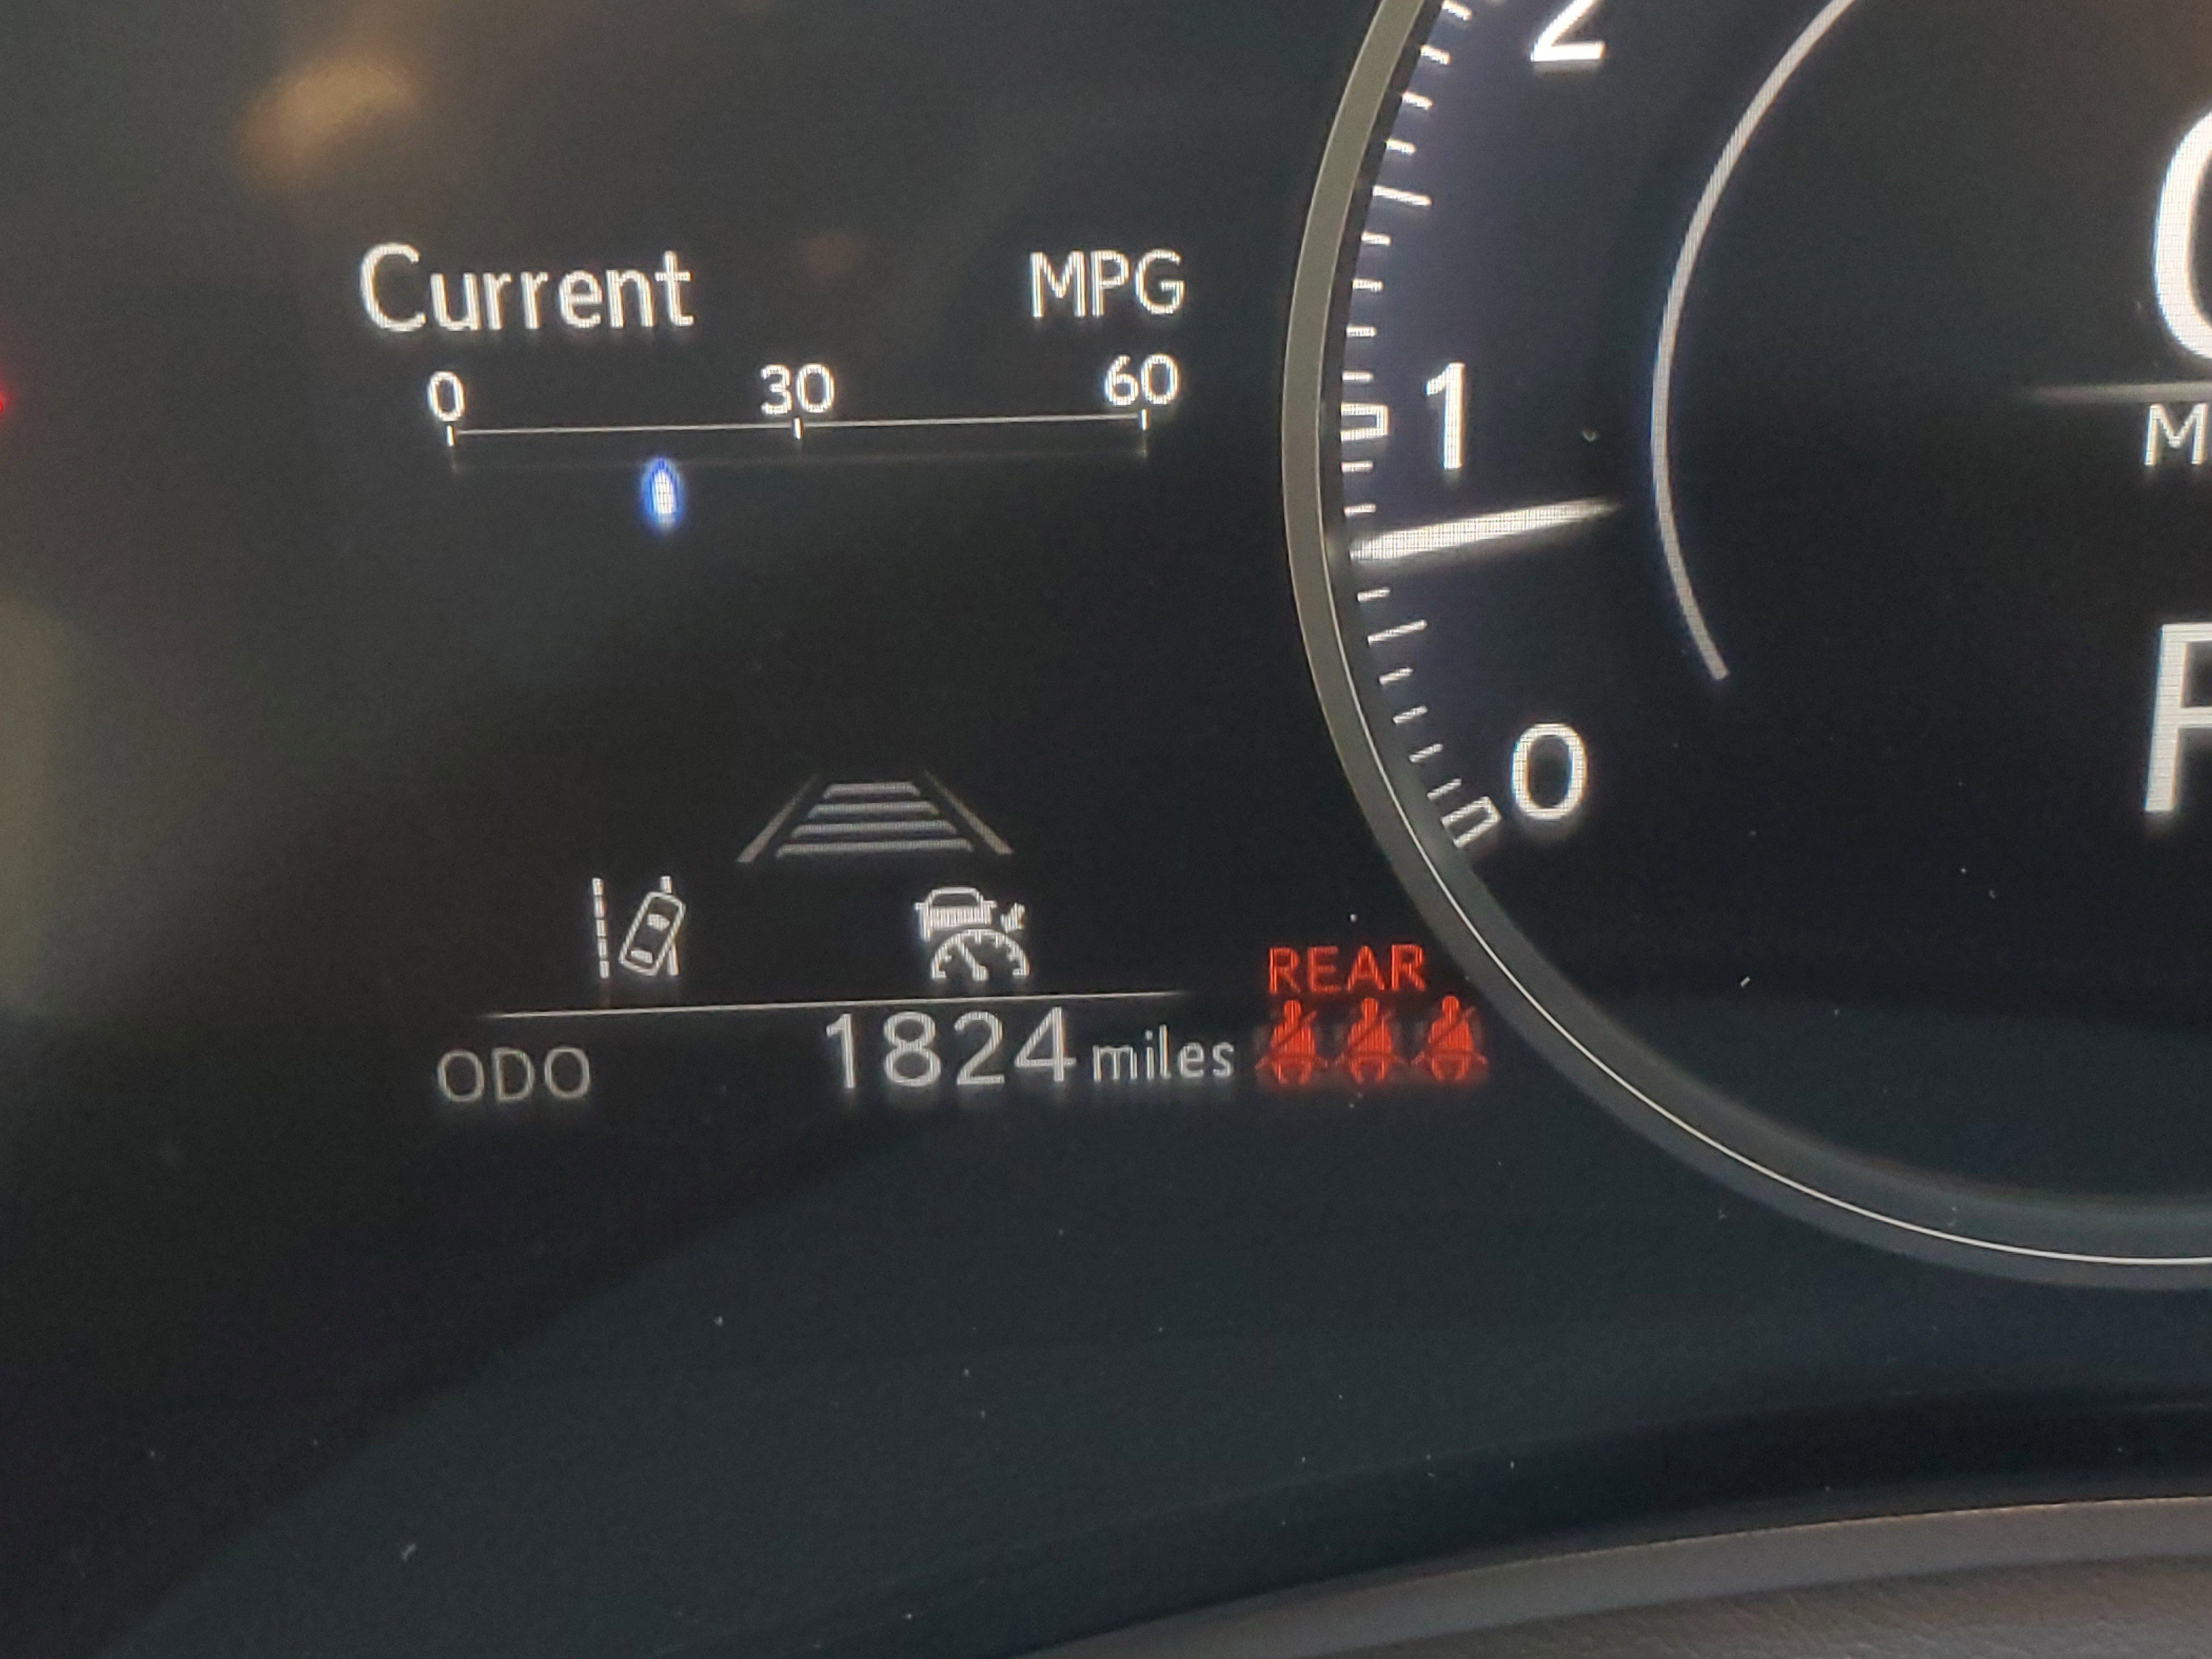 Current MPG
0 30 60
2
1
0
M
REAR
ODO 1824 miles